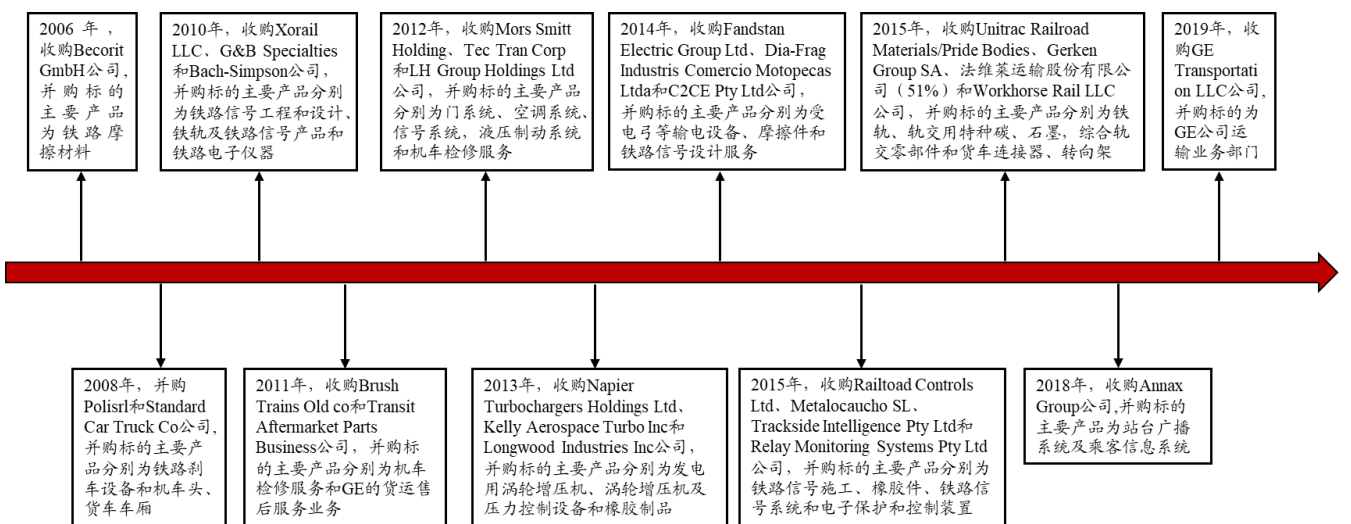 2006年，
收购Becorit
GmbH公司,
并购标的
主要产品
为铁路摩
擦材料
2010年，收购Xorail
LLC、G&B Specialties
和Bach-Simpson公司，
并购标的主要产品分别
为铁路信号工程和设计、
铁轨及铁路信号产品和
铁路电子仪器
2012年，收购Mors Smitt
Holding、Tec Tran Corp
和LH Group Holdings Ltd
公司，并购标的主要产品
分别为门系统、空调系统、
信号系统，液压制动系统
和机车检修服务
2014年，收购Fandstan
Electric Group Ltd、Dia-Frag
Industris Comercio Motopecas
Ltda和C2CE Pty Ltd公司，
并购标的主要产品分别为受
电弓等输电设备、摩擦件和
铁路信号设计服务
2015年，收购Unitrac Railroad
Materials/Pride Bodies、Gerken
Group SA、法维莱运输股份有限公
司（51%）和Workhorse Rail LLC
公司，并购标的主要产品分别为铁
轨、轨交用特种碳、石墨，综合轨
交零部件和货车连接器、转向架
2019年，收
购GE
Transportati
on LLC公司,
并购标的为
GE公司运
输业务部门
2008年，并购
Polisrl和Standard
Car Truck Co公司,
并购标的主要产
品分别为铁路刹
车设备和机车头、
货车车厢
2011年，收购Brush
Trains Old co和Transit
Aftermarket Parts
Business公司，并购标
的主要产品分别为机车
检修服务和GE的货运售
后服务业务
2013年，收购Napier
Turbochargers Holdings Ltd、
Kelly Aerospace Turbo Inc和
Longwood Industries Inc公司，
并购标的主要产品分别为发电
用涡轮增压机、涡轮增压机及
压力控制设备和橡胶制品
2015年，收购Railtoad Controls
Ltd、Metalocaucho SL、
Trackside Intelligence Pty Ltd和
Relay Monitoring Systems Pty Ltd
公司，并购标的主要产品分别为
铁路信号施工、橡胶件、铁路信
号系统和电子保护和控制装置
2018年，收购Annax
Group公司,并购标的
主要产品为站台广播
系统及乘客信息系统